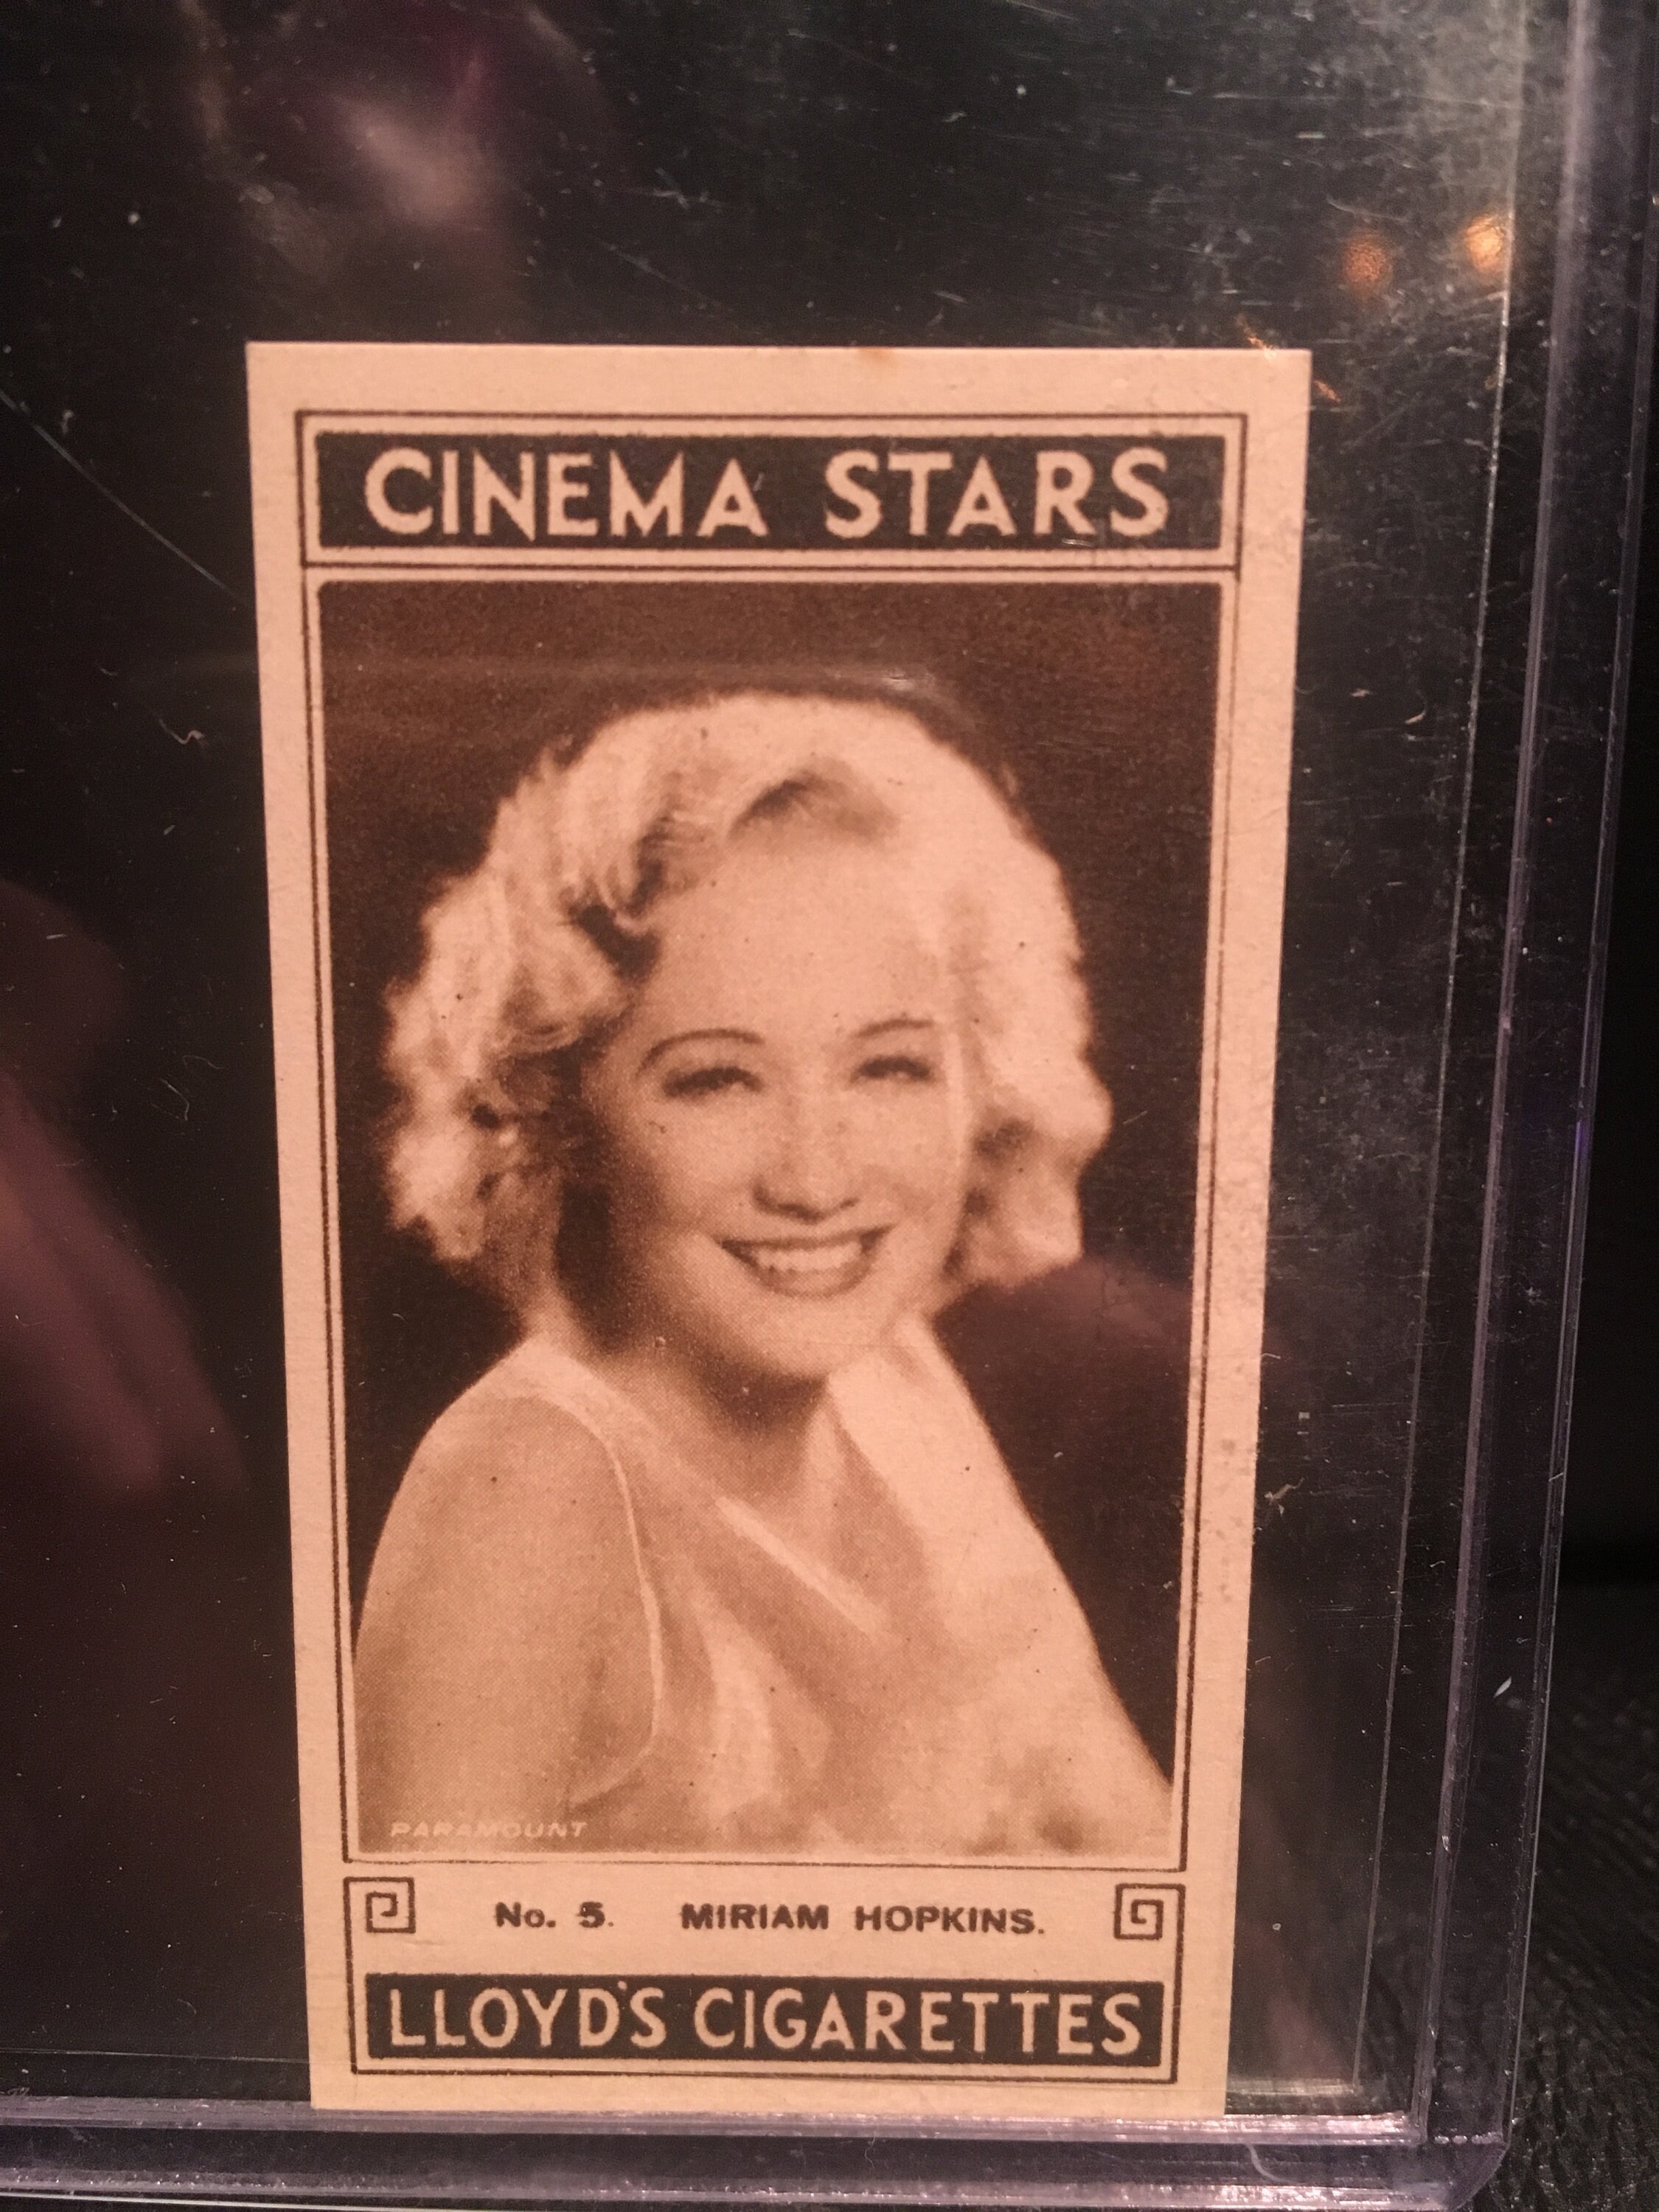 CINEMA STARS
PARAMOUNT
No. 5. MIRIAM HOPKINS.
LLOYD'S CIGARETTES